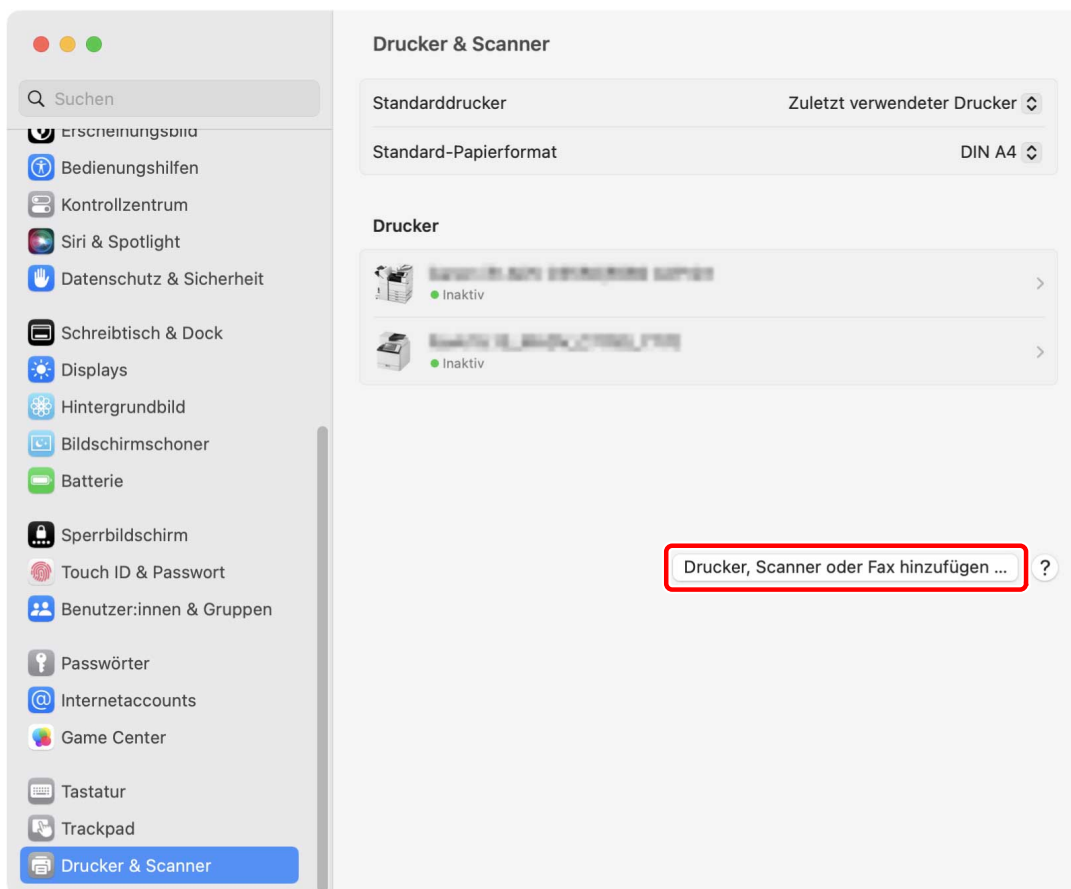 Drucker & Scanner
Suchen
Standarddrucker
Zuletzt verwendeter Drucker
Erscheinungsbild
Standard-Papierformat
DIN A4
Bedienungshilfen
Kontrollzentrum
Siri & Spotlight
Datenschutz & Sicherheit
Schreibtisch & Dock
Displays
Hintergrundbild
Bildschirmschoner
Batterie
Sperrbildschirm
Touch ID & Passwort
Benutzer:innen & Gruppen
Passwörter
Internetaccounts
Game Center
Tastatur
Trackpad
Drucker & Scanner
Drucker
Inaktiv
Inaktiv
Drucker, Scanner oder Fax hinzufügen ...
?